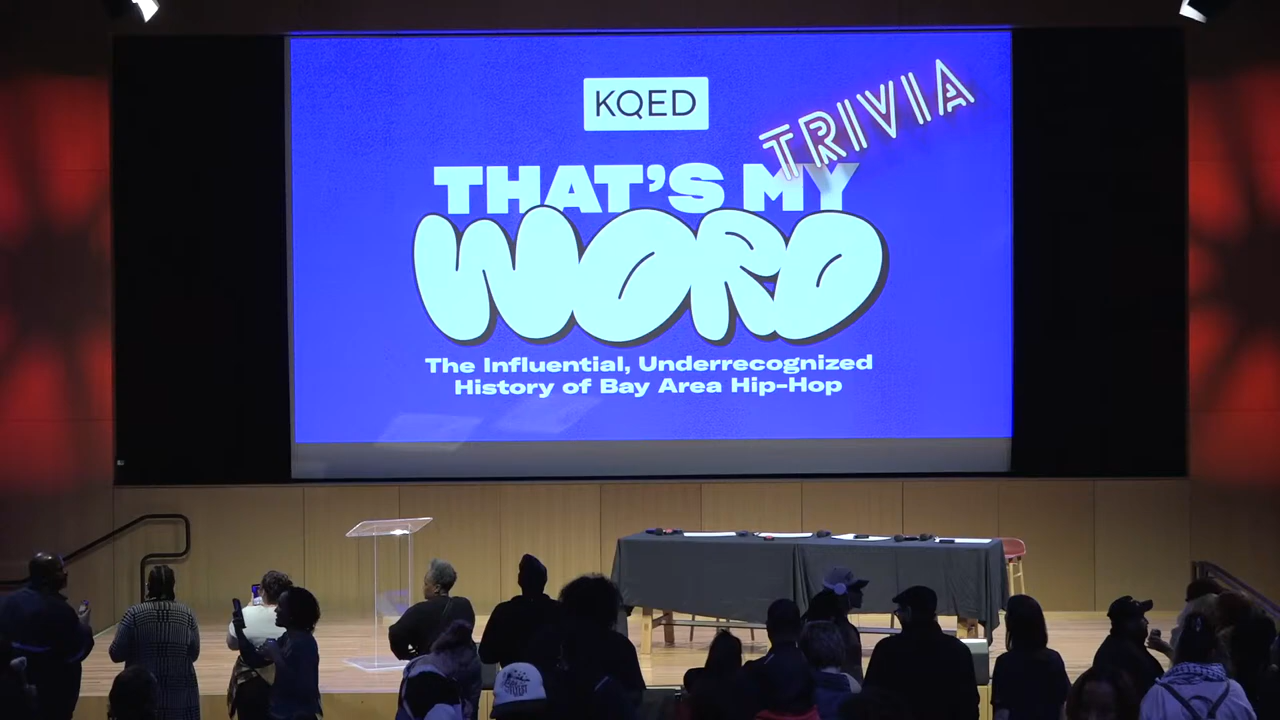 KQED
TRIVIA
THAT'S MY
WORD
The Influential, Underrecognized
History of Bay Area Hip-Hop